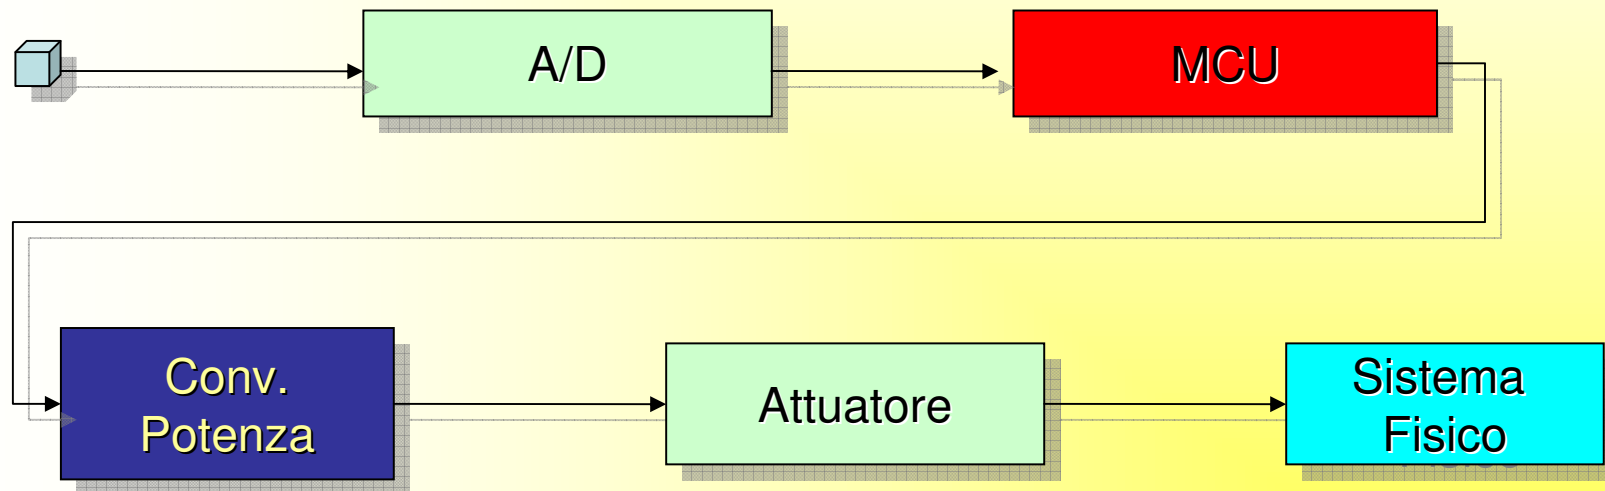 A/D
MCU
Conv.
Potenza
Attuatore
Sistema
Fisico